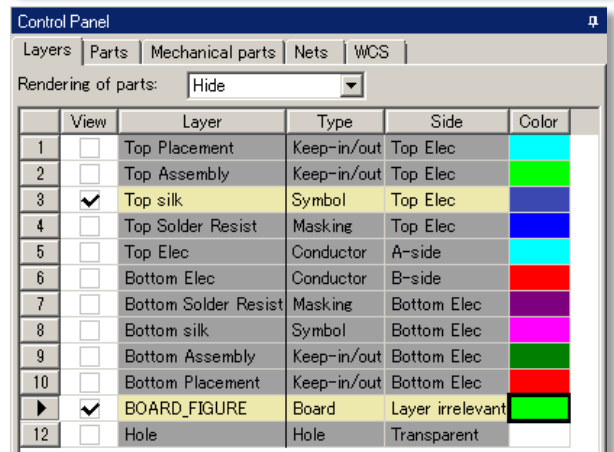 Control Panel
Layers Parts Mechanical parts Nets WCS
Rendering of parts: Hide
View Layer Type Side Color
1 Top Placement Keep-in/out Top Elec
2 Top Assembly Keep-in/out Top Elec
3 Top silk Symbol Top Elec
4 Top Solder Resist Masking Top Elec
5 Top Elec Conductor A-side
6 Bottom Elec Conductor B-side
7 Bottom Solder Resist Masking Bottom Elec
8 Bottom silk Symbol Bottom Elec
9 Bottom Assembly Keep-in/out Bottom Elec
10 Bottom Placement Keep-in/out Bottom Elec
BOARD_FIGURE Board Layer irrelevant
12 Hole Hole Transparent